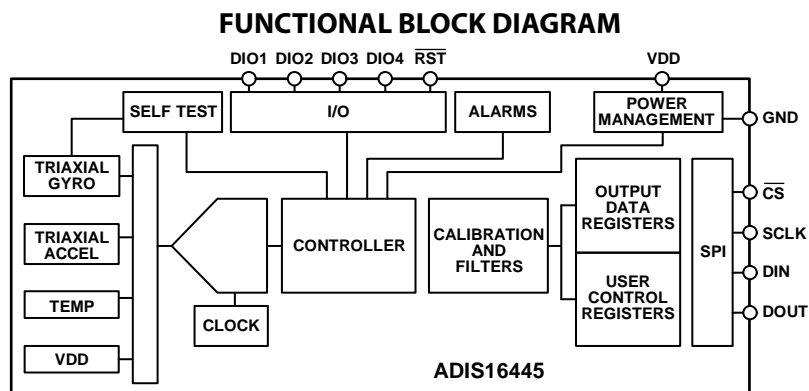 FUNCTIONAL BLOCK DIAGRAM
DIO1 DIO2 DIO3 DIO4 RST VDD
SELF TEST
I/O
ALARMS
POWER
MANAGEMENT
GND
TRIAXIAL
GYRO
TRIAXIAL
ACCEL
TEMP
VDD
CLOCK
CONTROLLER
CALIBRATION
AND
FILTERS
OUTPUT
DATA
REGISTERS
USER
CONTROL
REGISTERS
SPI
CS
SCLK
DIN
DOUT
ADIS16445